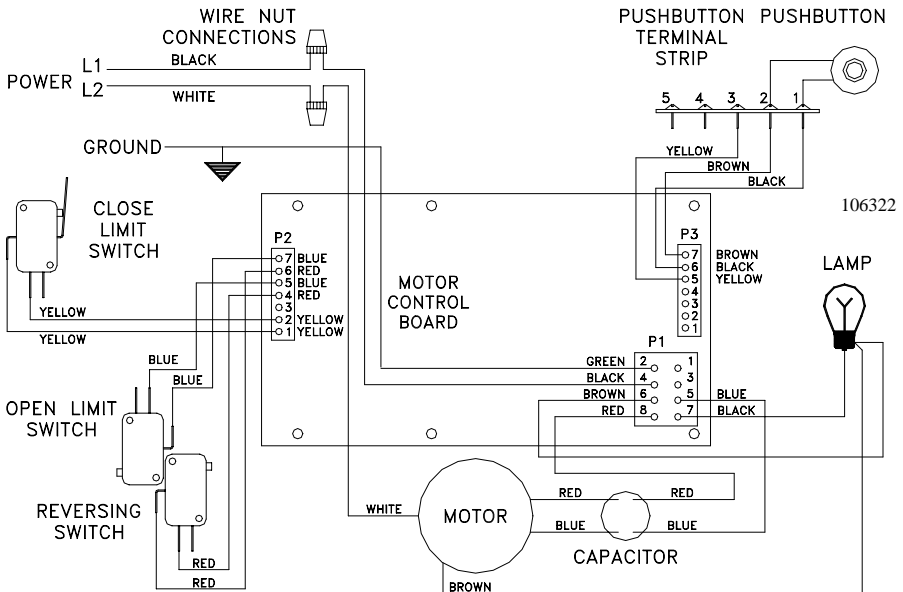 WIRE NUT
CONNECTIONS
PUSHBUTTON
TERMINAL
STRIP
PUSHBUTTON
POWER
L1
BLACK
L2
WHITE
5 4 3 2 1
GROUND
YELLOW
BROWN
BLACK
106322
CLOSE
LIMIT
SWITCH
P2
7 BLUE
6 RED
5 BLUE
4 RED
3
2 YELLOW
1 YELLOW
YELLOW
YELLOW
MOTOR
CONTROL
BOARD
P3
7 BROWN
6 BLACK
5 YELLOW
4
3
2
1
LAMP
P1
GREEN 2 1
BLACK 4 3
BROWN 6 5 BLUE
RED 8 7 BLACK
BLUE
BLUE
OPEN LIMIT
SWITCH
REVERSING
SWITCH
RED
RED
WHITE
MOTOR
RED
RED
BLUE
BLUE
CAPACITOR
BROWN